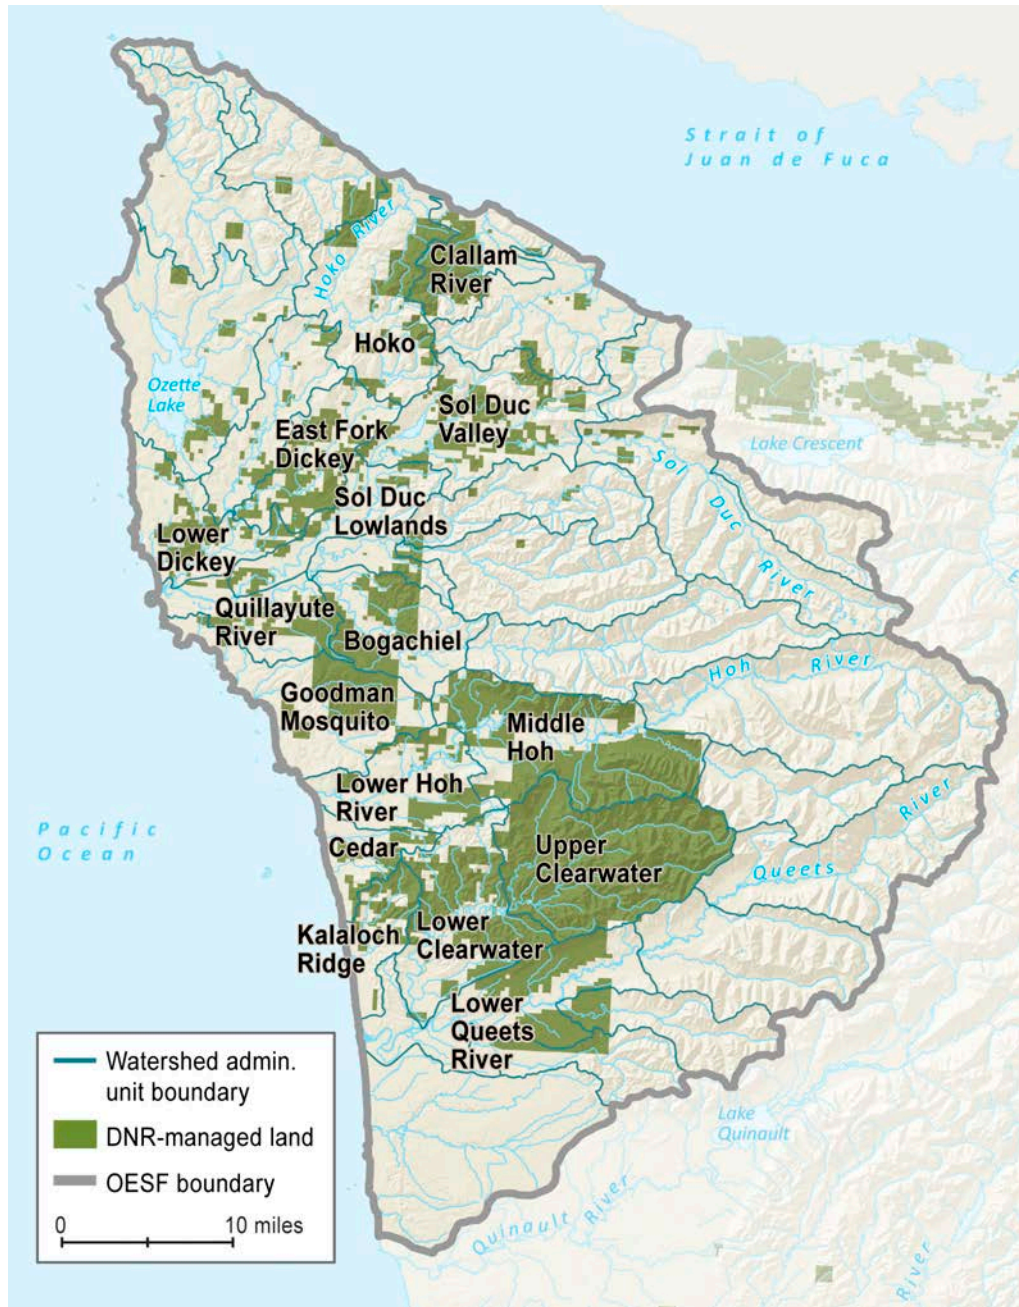 Strait of
Juan de Fuca
Hoko River
Clallam
River
Hoko
Ozette
Lake
Sol Duc
Valley
East Fork
Dickey
Lake Crescent
Sol Duc River
Sol Duc
Lowlands
Lower
Dickey
Quillayute
River
Bogachiel
Hoh River
Goodman
Mosquito
Middle
Hoh
Lower Hoh
River
Pacific
Ocean
Cedar
Upper
Clearwater
Queets River
Kalaloch
Ridge
Lower
Clearwater
Lower
Queets
River
Watershed admin.
unit boundary
DNR-managed land
OESF boundary
0 10 miles
Lake
Quinault
Quinault River
River